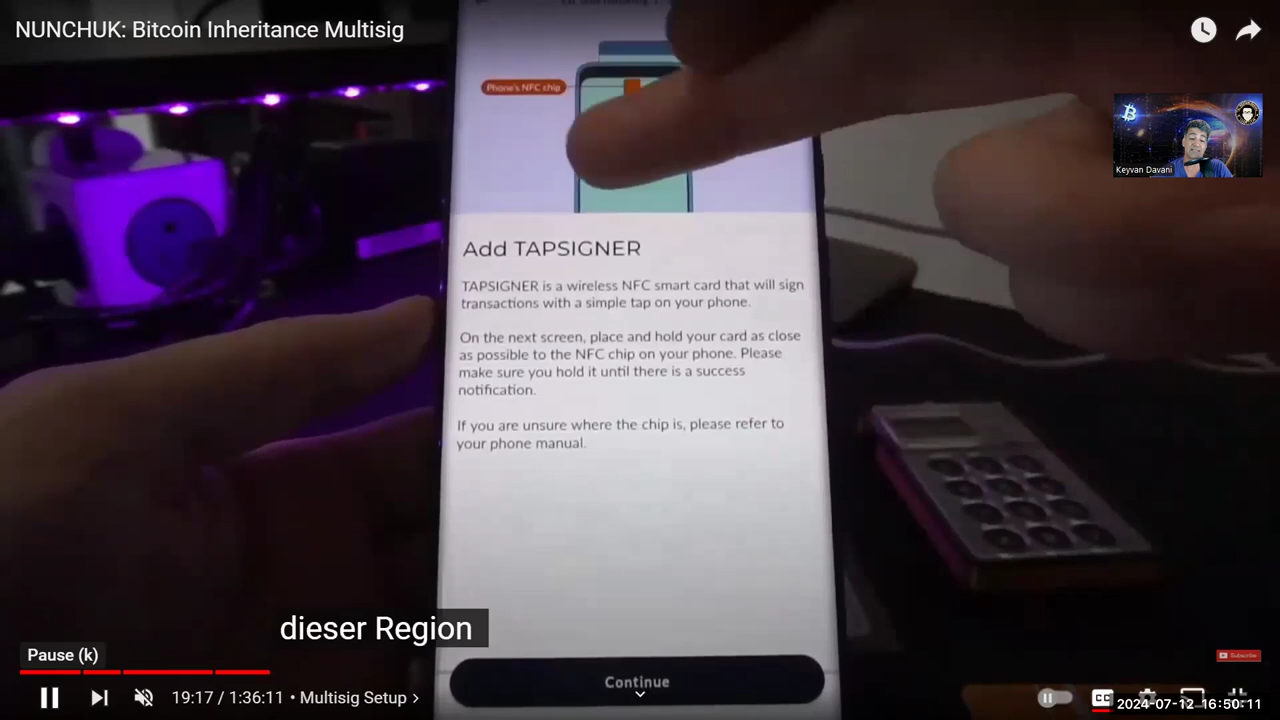 NUNCHUK: Bitcoin Inheritance Multisig
Phone's NFC chip
Keyvan Davani
Add TAPSIGNER
TAPSIGNER is a wireless NFC smart card that will sign
transactions with a simple tap on your phone.
On the next screen, place and hold your card as close
as possible to the NFC chip on your phone. Please
make sure you hold it until there is a success
notification.
If you are unsure where the chip is, please refer to
your phone manual.
dieser Region
Pause (k)
Subscribe
Continue
19:17 / 1:36:11 • Multisig Setup
CC
2024-07-12 16:50:11